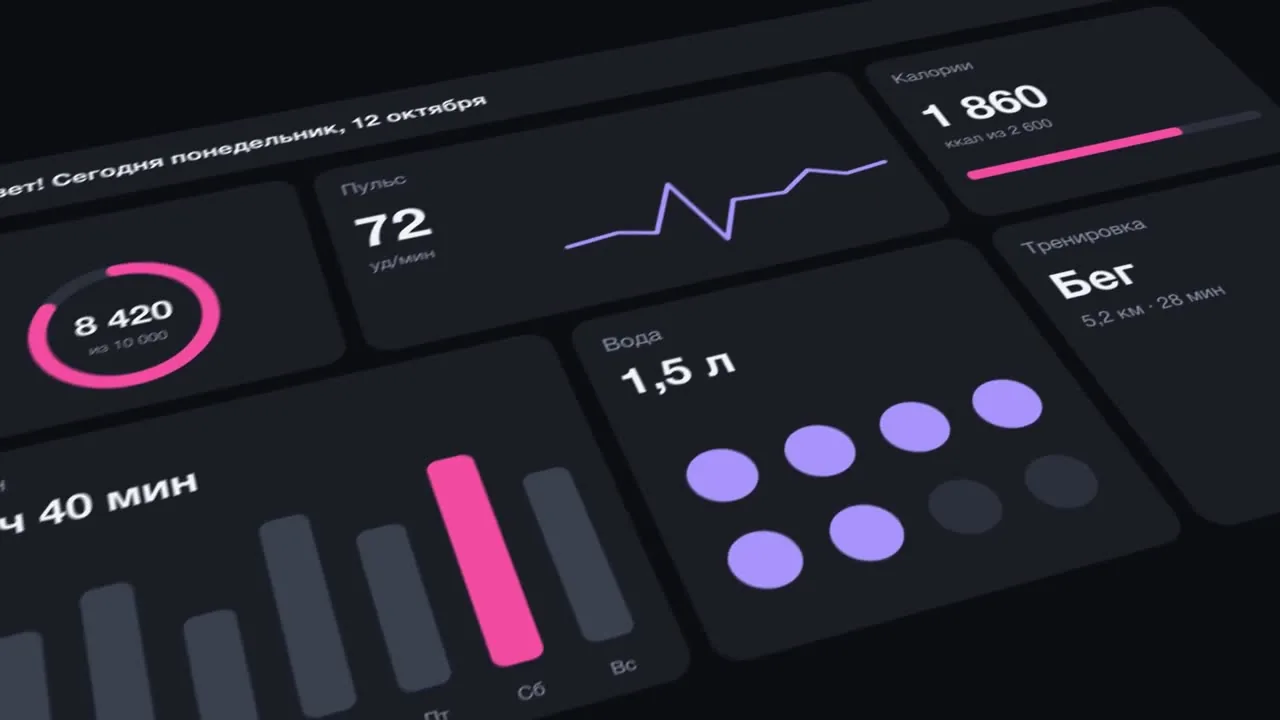 Сегодня понедельник, 12 октября
8 420
из 10 000
Пульс
72
уд/мин
Калории
1 860
ккал из 2 600
40 мин
Вода
1,5 л
Тренировка
Бег
5,2 км · 28 мин
Пт
Сб
Вс